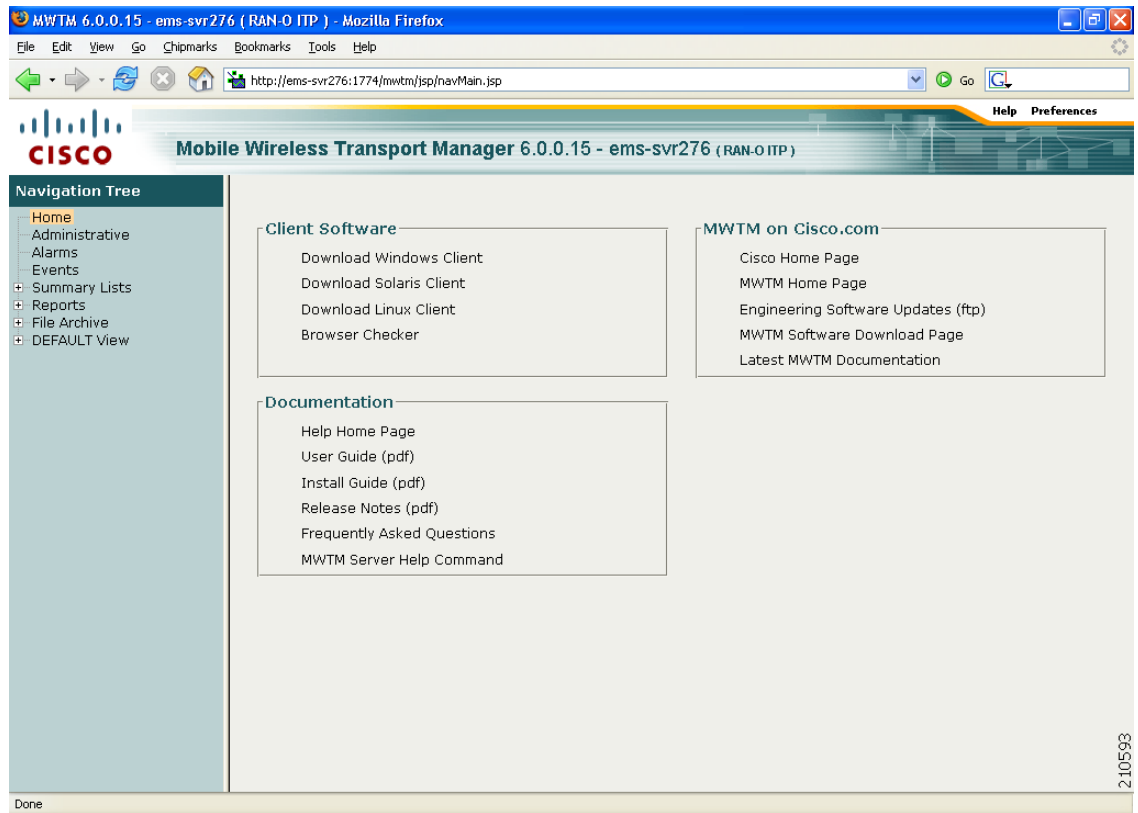 MWTM 6.0.0.15 - ems-svr276 ( RAN-O ITP ) - Mozilla Firefox
File Edit View Go Chipmarks Bookmarks Tools Help
http://ems-svr276:1774/mwtm/jsp/navMain.jsp Go G
Help Preferences
CISCO
Mobile Wireless Transport Manager 6.0.0.15 - ems-svr276 ( RAN-O ITP )
Navigation Tree
Home
Administrative
Alarms
Events
Summary Lists
Reports
File Archive
DEFAULT View
Client Software
Download Windows Client
Download Solaris Client
Download Linux Client
Browser Checker
MWTM on Cisco.com
Cisco Home Page
MWTM Home Page
Engineering Software Updates (ftp)
MWTM Software Download Page
Latest MWTM Documentation
Documentation
Help Home Page
User Guide (pdf)
Install Guide (pdf)
Release Notes (pdf)
Frequently Asked Questions
MWTM Server Help Command
210593
Done